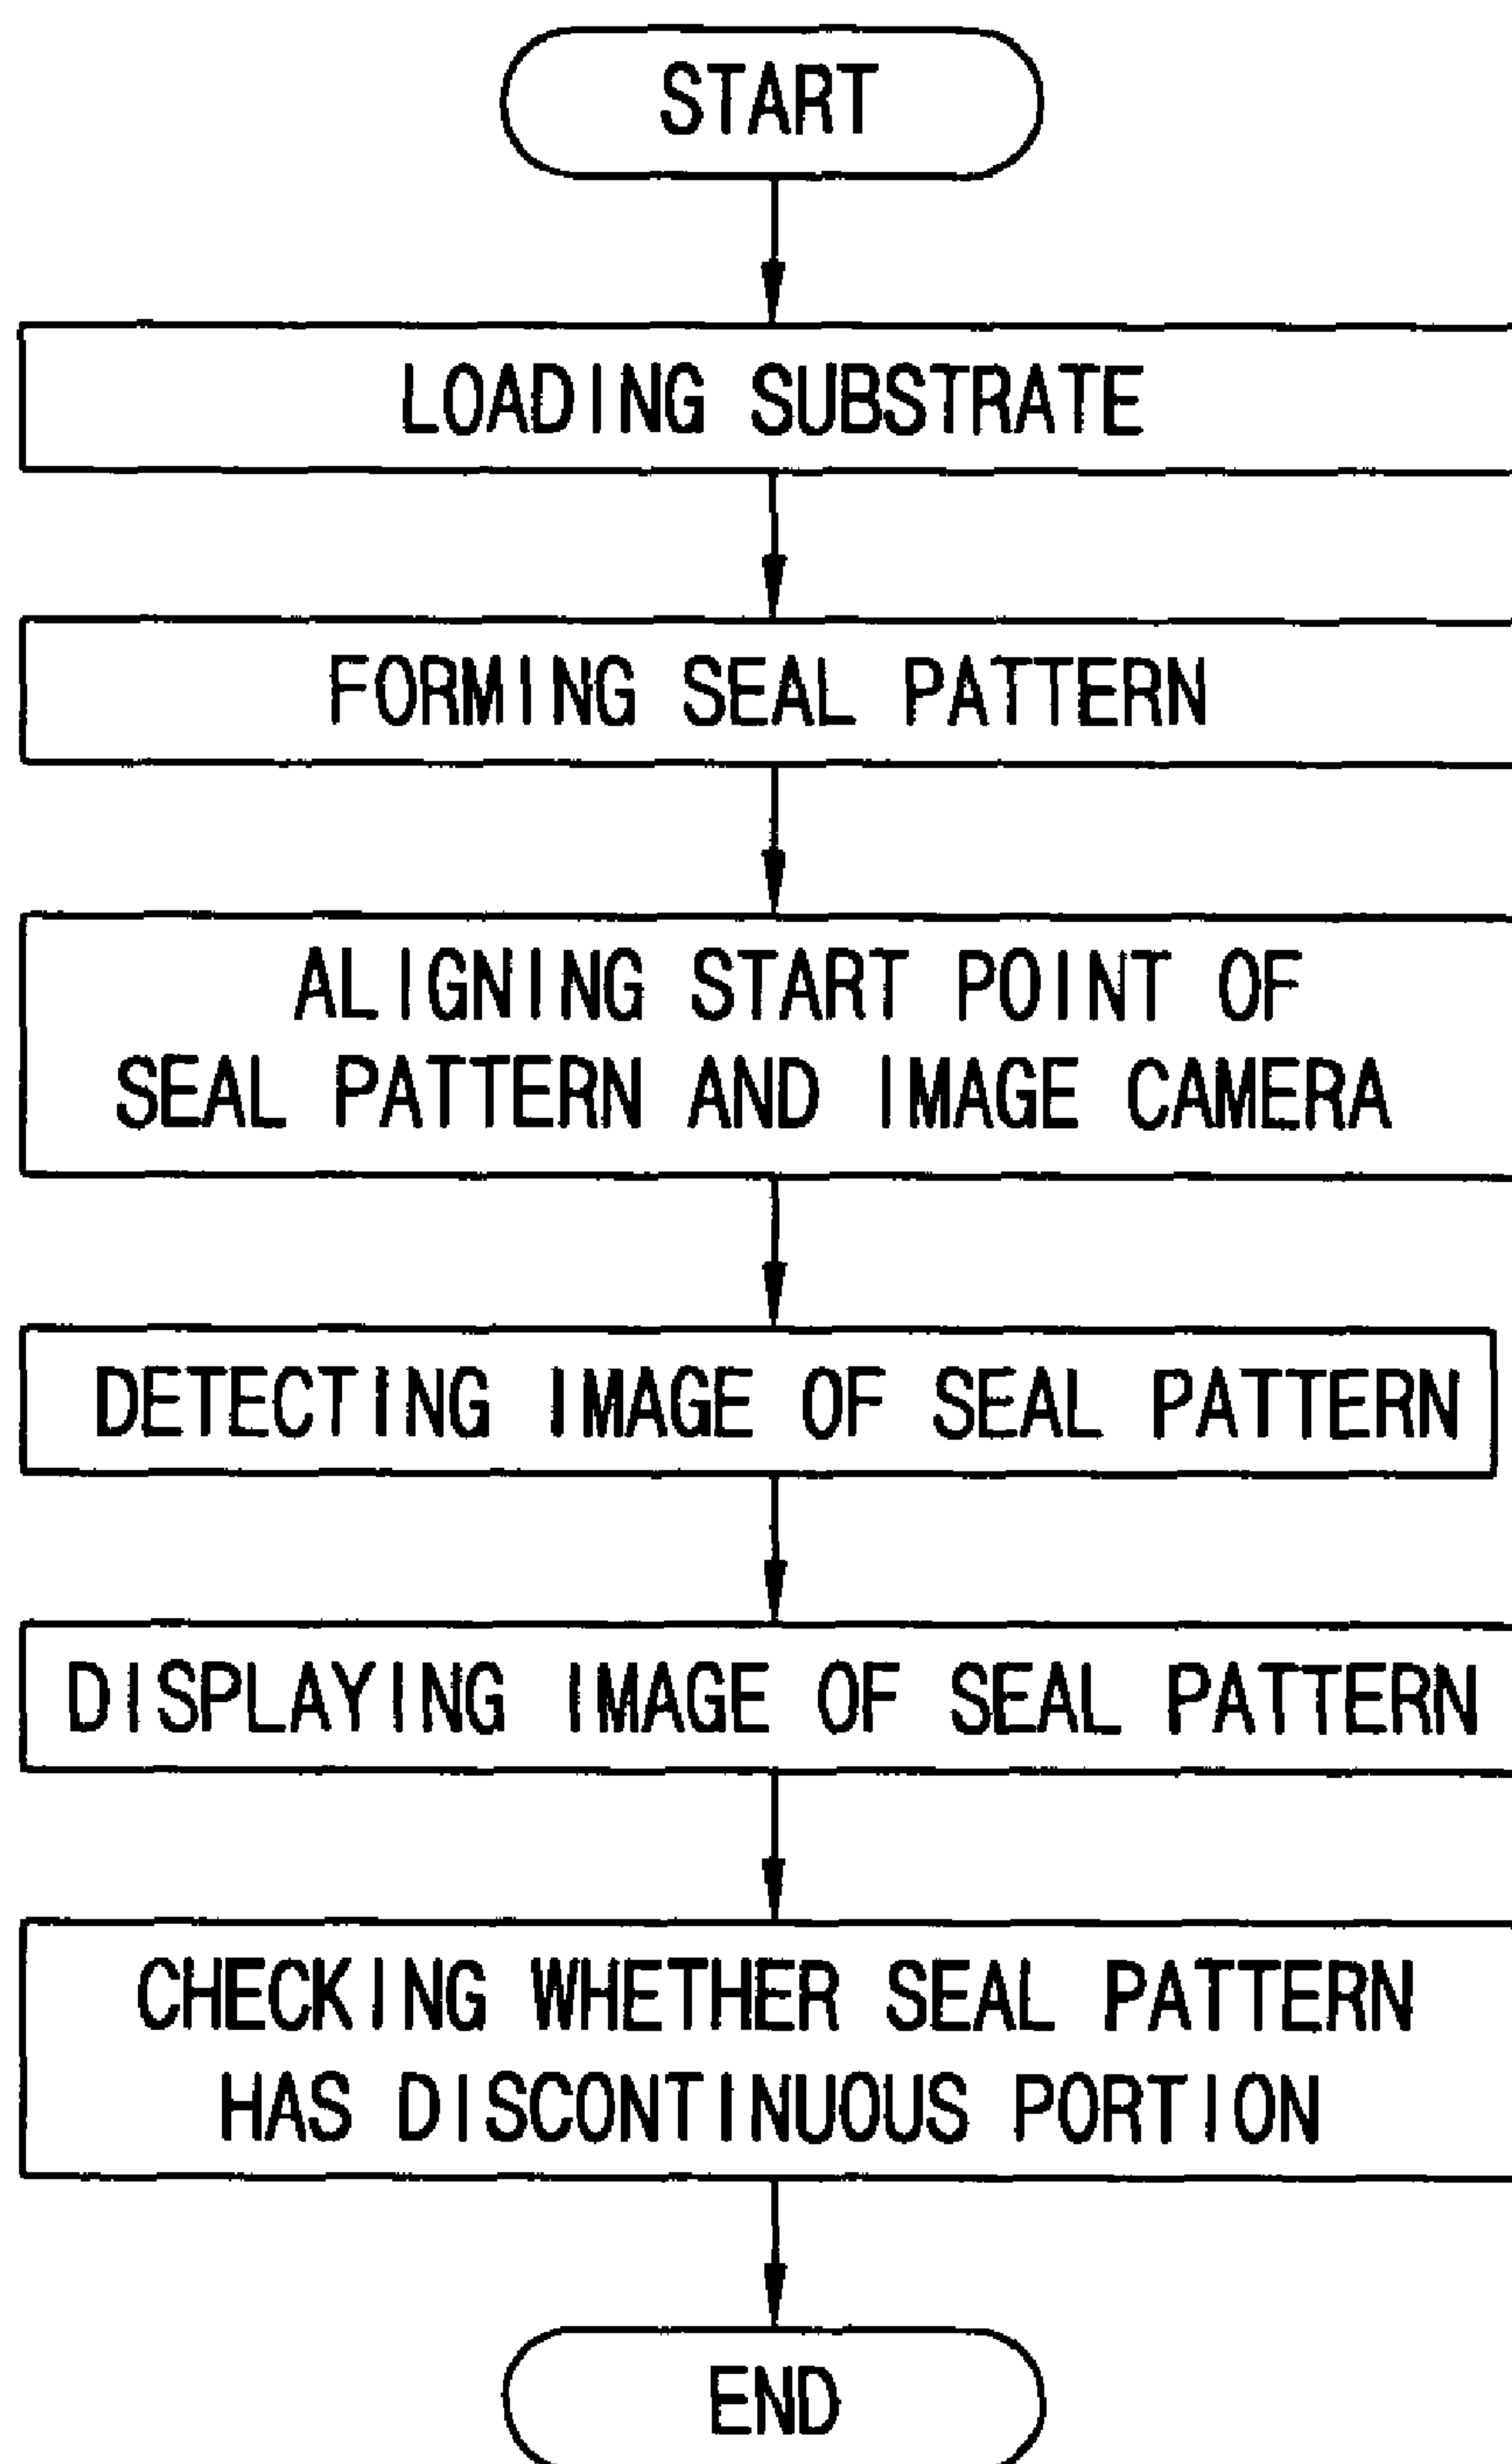 START
LOADING SUBSTRATE
FORMING SEAL PATTERN
ALIGNING START POINT OF
SEAL PATTERN AND IMAGE CAMERA
DETECTING IMAGE OF SEAL PATTERN
DISPLAYING IMAGE OF SEAL PATTERN
CHECKING WHETHER SEAL PATTERN
HAS DISCONTINUOUS PORTION
END